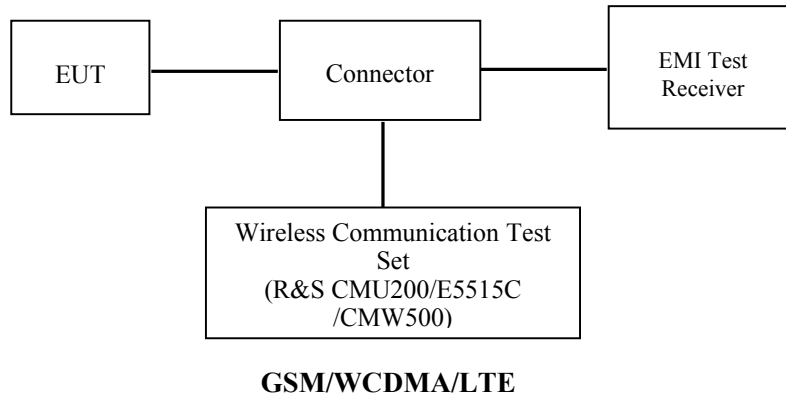 EUT
Connector
EMI Test
Receiver
Wireless Communication Test
Set
(R&S CMU200/E5515C
/CMW500)
GSM/WCDMA/LTE